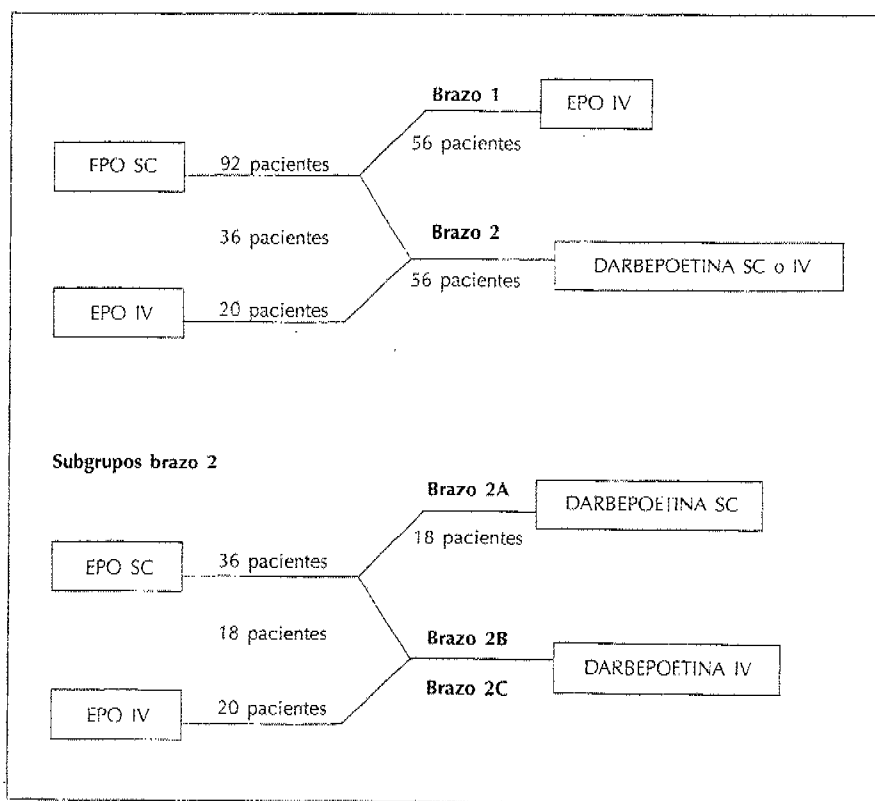 Brazo 1
EPO IV
56 pacientes
EPO SC
92 pacientes
36 pacientes
Brazo 2
DARBEPOETINA SC o IV
56 pacientes
EPO IV
20 pacientes
Subgrupos brazo 2
Brazo 2A
DARBEPOETINA SC
18 pacientes
EPO SC
36 pacientes
18 pacientes
Brazo 2B
DARBEPOETINA IV
Brazo 2C
EPO IV
20 pacientes